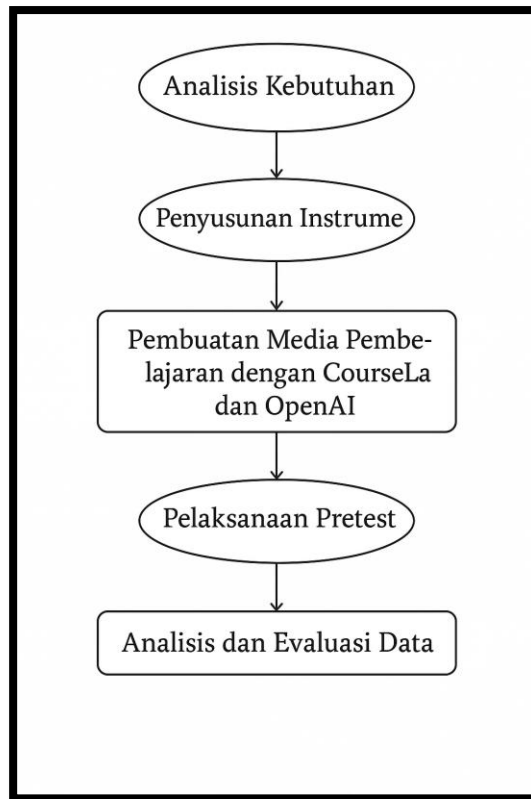 Analisis Kebutuhan
Penyusunan Instrume
Pembuatan Media Pembe-
lajaran dengan CourseLa
dan OpenAI
Pelaksanaan Pretest
Analisis dan Evaluasi Data